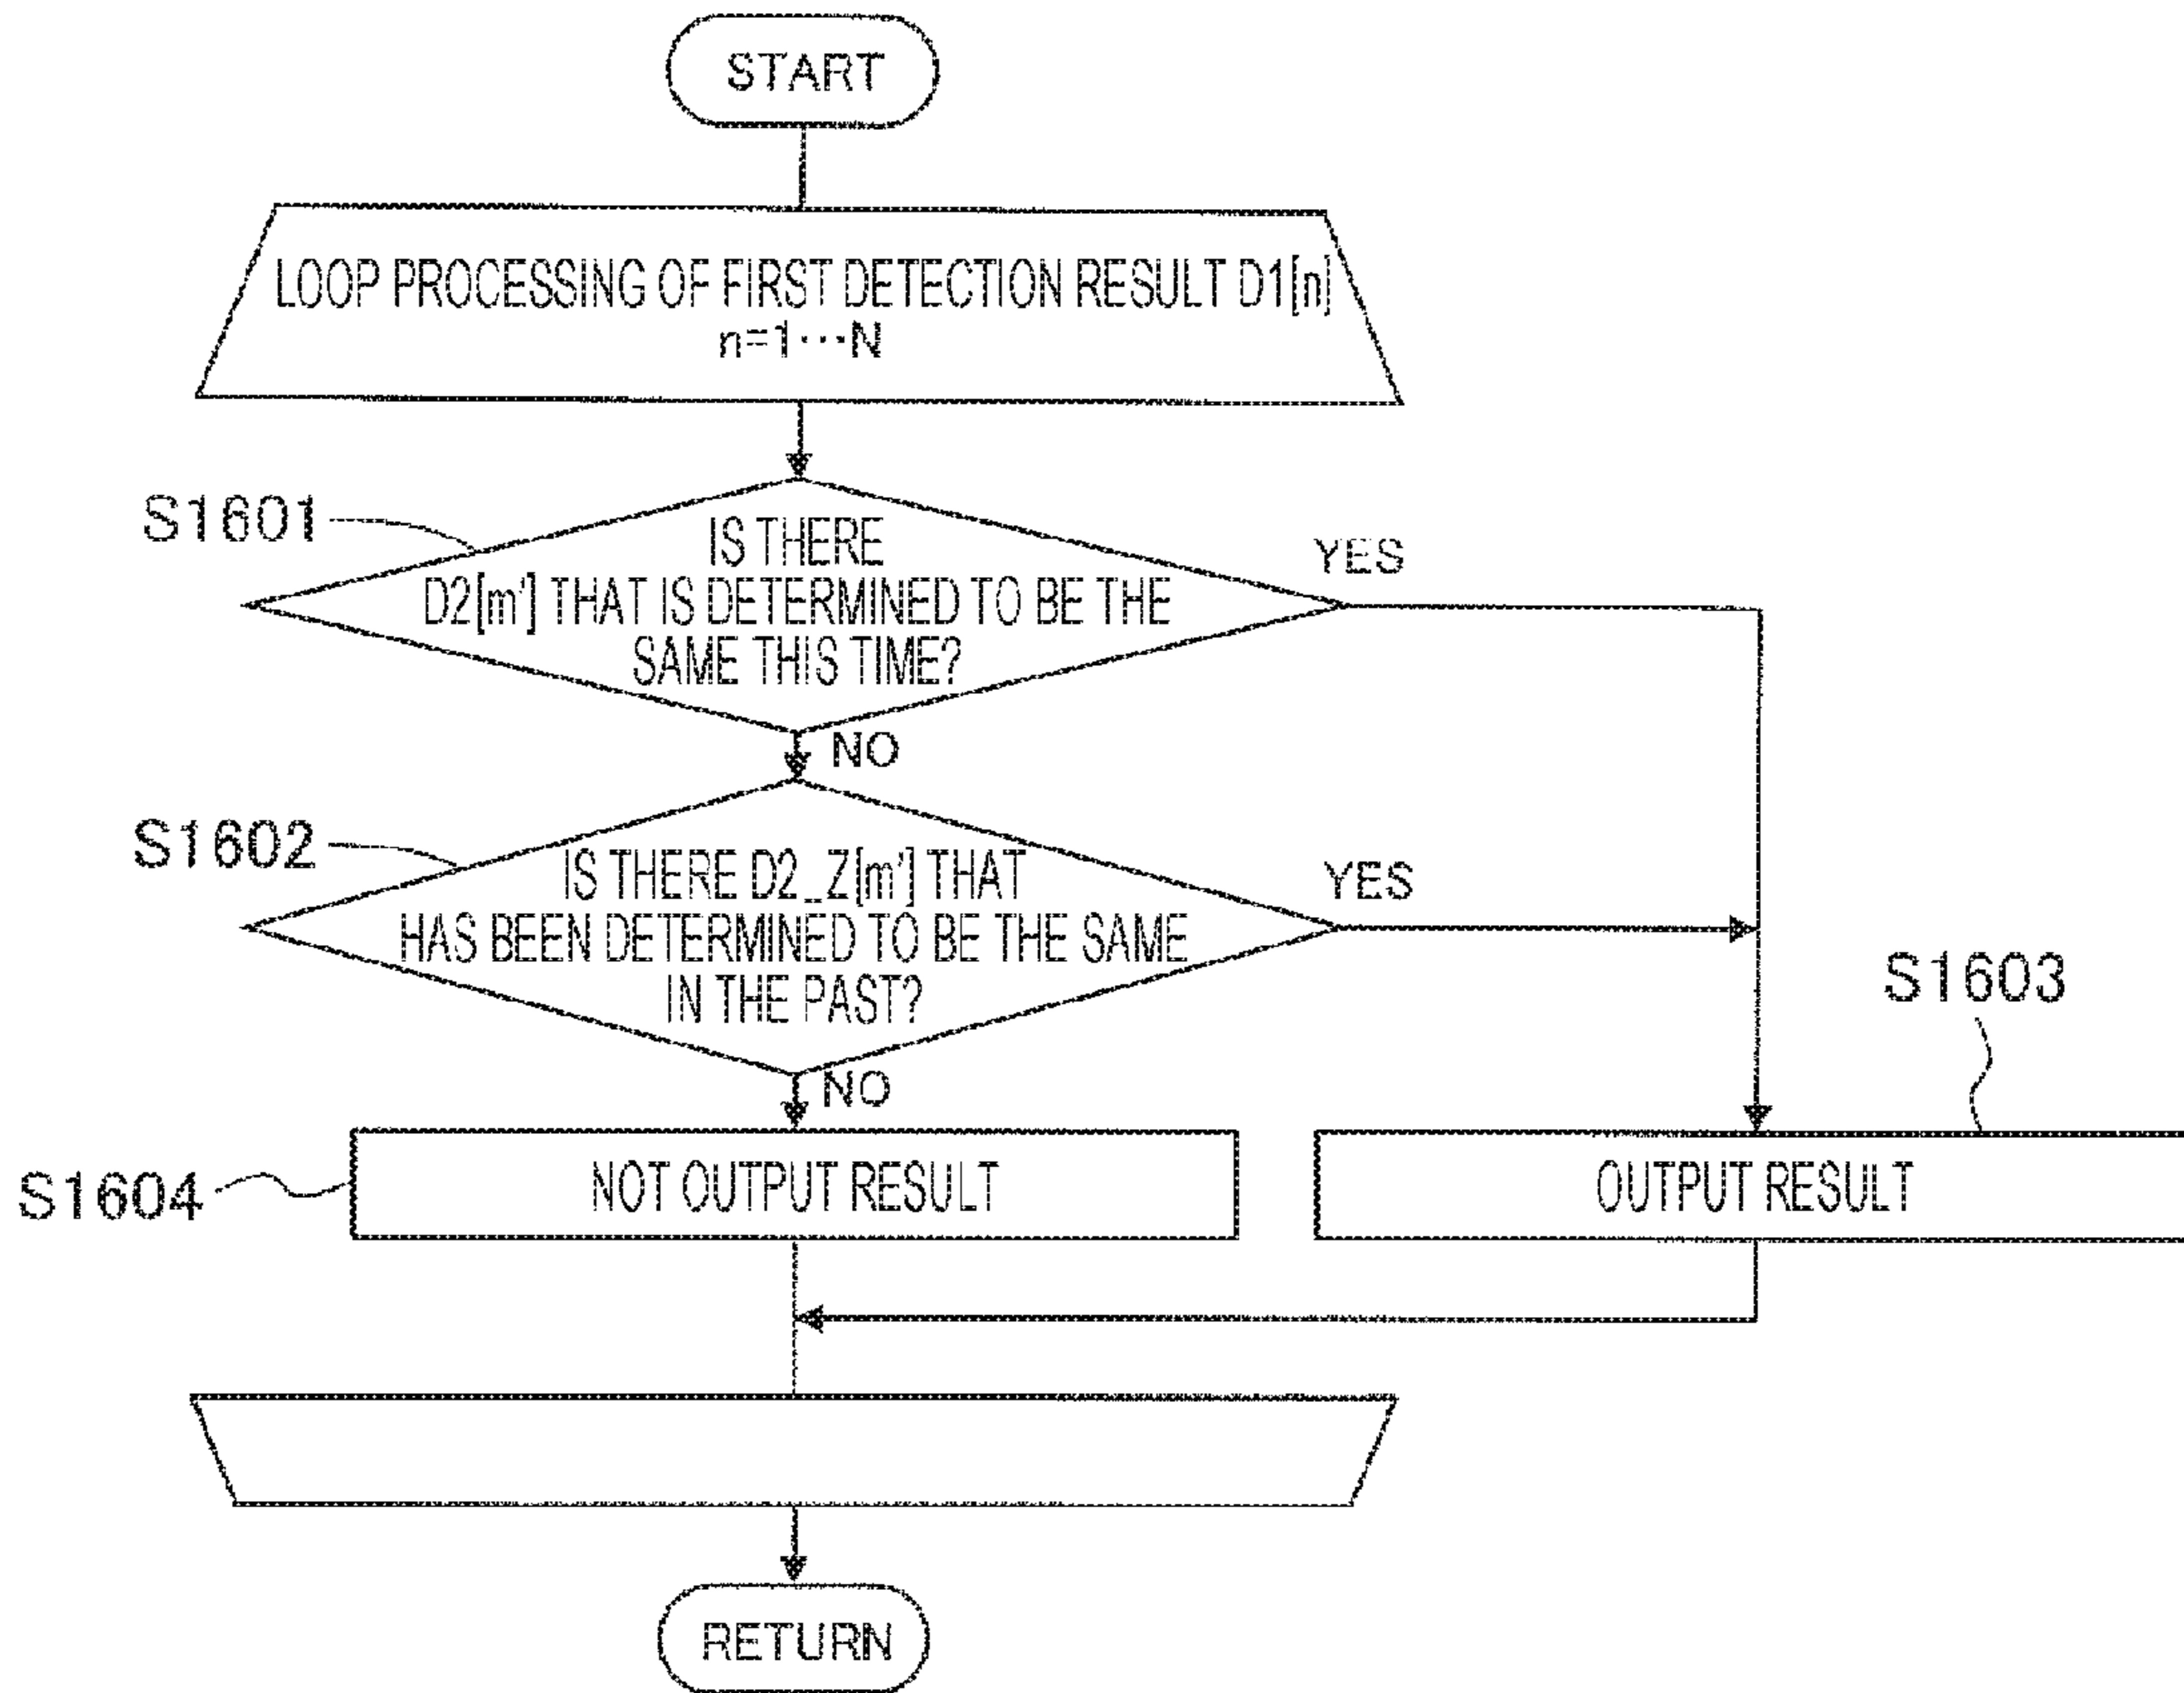 START
LOOP PROCESSING OF FIRST DETECTION RESULT D1[n]
n=1⋯N
S1601
IS THERE
D2[m'] THAT IS DETERMINED TO BE THE
SAME THIS TIME?
YES
NO
S1602
IS THERE D2_Z[m'] THAT
HAS BEEN DETERMINED TO BE THE SAME
IN THE PAST?
YES
NO
S1603
S1604
NOT OUTPUT RESULT
OUTPUT RESULT
RETURN